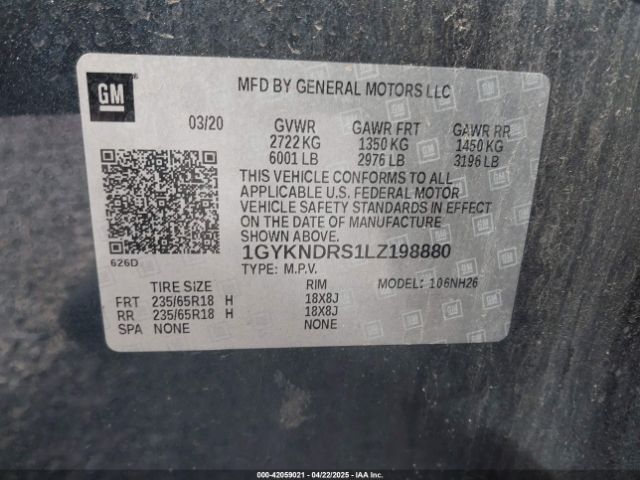 GM
MFD BY GENERAL MOTORS LLC
03/20 GVWR GAWR FRT GAWR RR
2722 KG 1350 KG 1450 KG
6001 LB 2976 LB 3196 LB
THIS VEHICLE CONFORMS TO ALL
APPLICABLE U.S. FEDERAL MOTOR
VEHICLE SAFETY STANDARDS IN EFFECT
ON THE DATE OF MANUFACTURE
SHOWN ABOVE.
1GYKNDRS1LZ198880
626D
TYPE: M.P.V. MODEL: 106NH26
TIRE SIZE RIM
FRT 235/65R18 H 18X8J
RR 235/65R18 H 18X8J
SPA NONE NONE
000-42059021 - 04/22/2025 - IAAI.COM